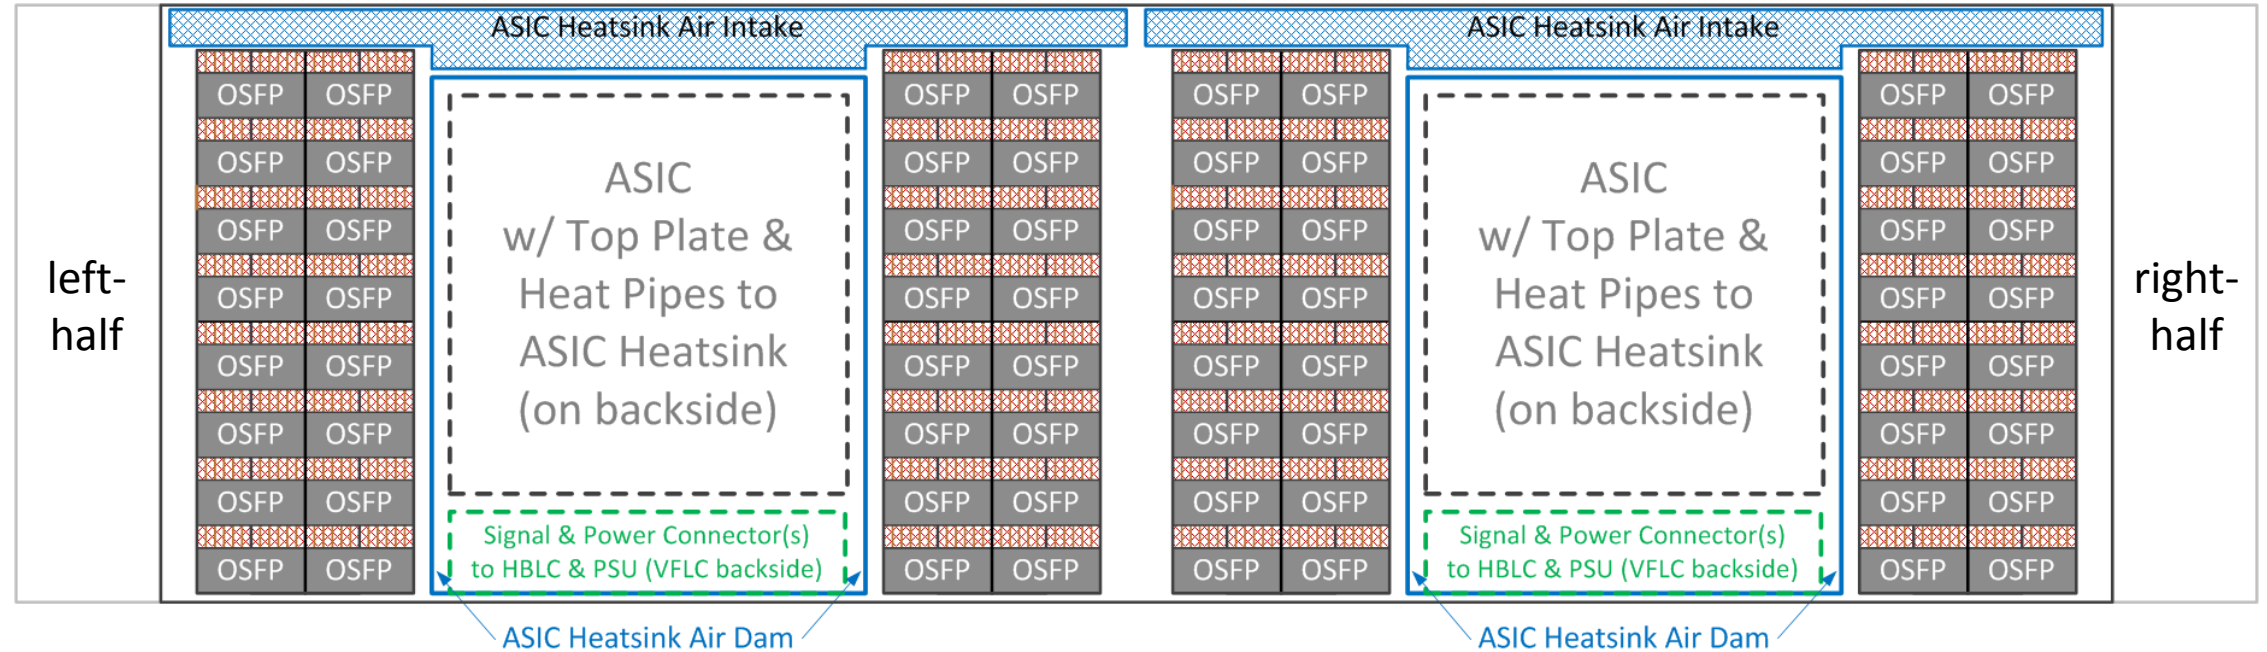 ASIC Heatsink Air Intake ASIC Heatsink Air Intake
OSFP OSFP OSFP OSFP OSFP OSFP OSFP OSFP
OSFP OSFP OSFP OSFP OSFP OSFP OSFP OSFP
OSFP OSFP OSFP OSFP OSFP OSFP OSFP OSFP
OSFP OSFP OSFP OSFP OSFP OSFP OSFP OSFP
OSFP OSFP OSFP OSFP OSFP OSFP OSFP OSFP
OSFP OSFP OSFP OSFP OSFP OSFP OSFP OSFP
OSFP OSFP OSFP OSFP OSFP OSFP OSFP OSFP
OSFP OSFP OSFP OSFP OSFP OSFP OSFP OSFP
left-
half
ASIC
w/ Top Plate &
Heat Pipes to
ASIC Heatsink
(on backside)
Signal & Power Connector(s)
to HBLC & PSU (VFLC backside)
ASIC Heatsink Air Dam
ASIC
w/ Top Plate &
Heat Pipes to
ASIC Heatsink
(on backside)
Signal & Power Connector(s)
to HBLC & PSU (VFLC backside)
ASIC Heatsink Air Dam
right-
half